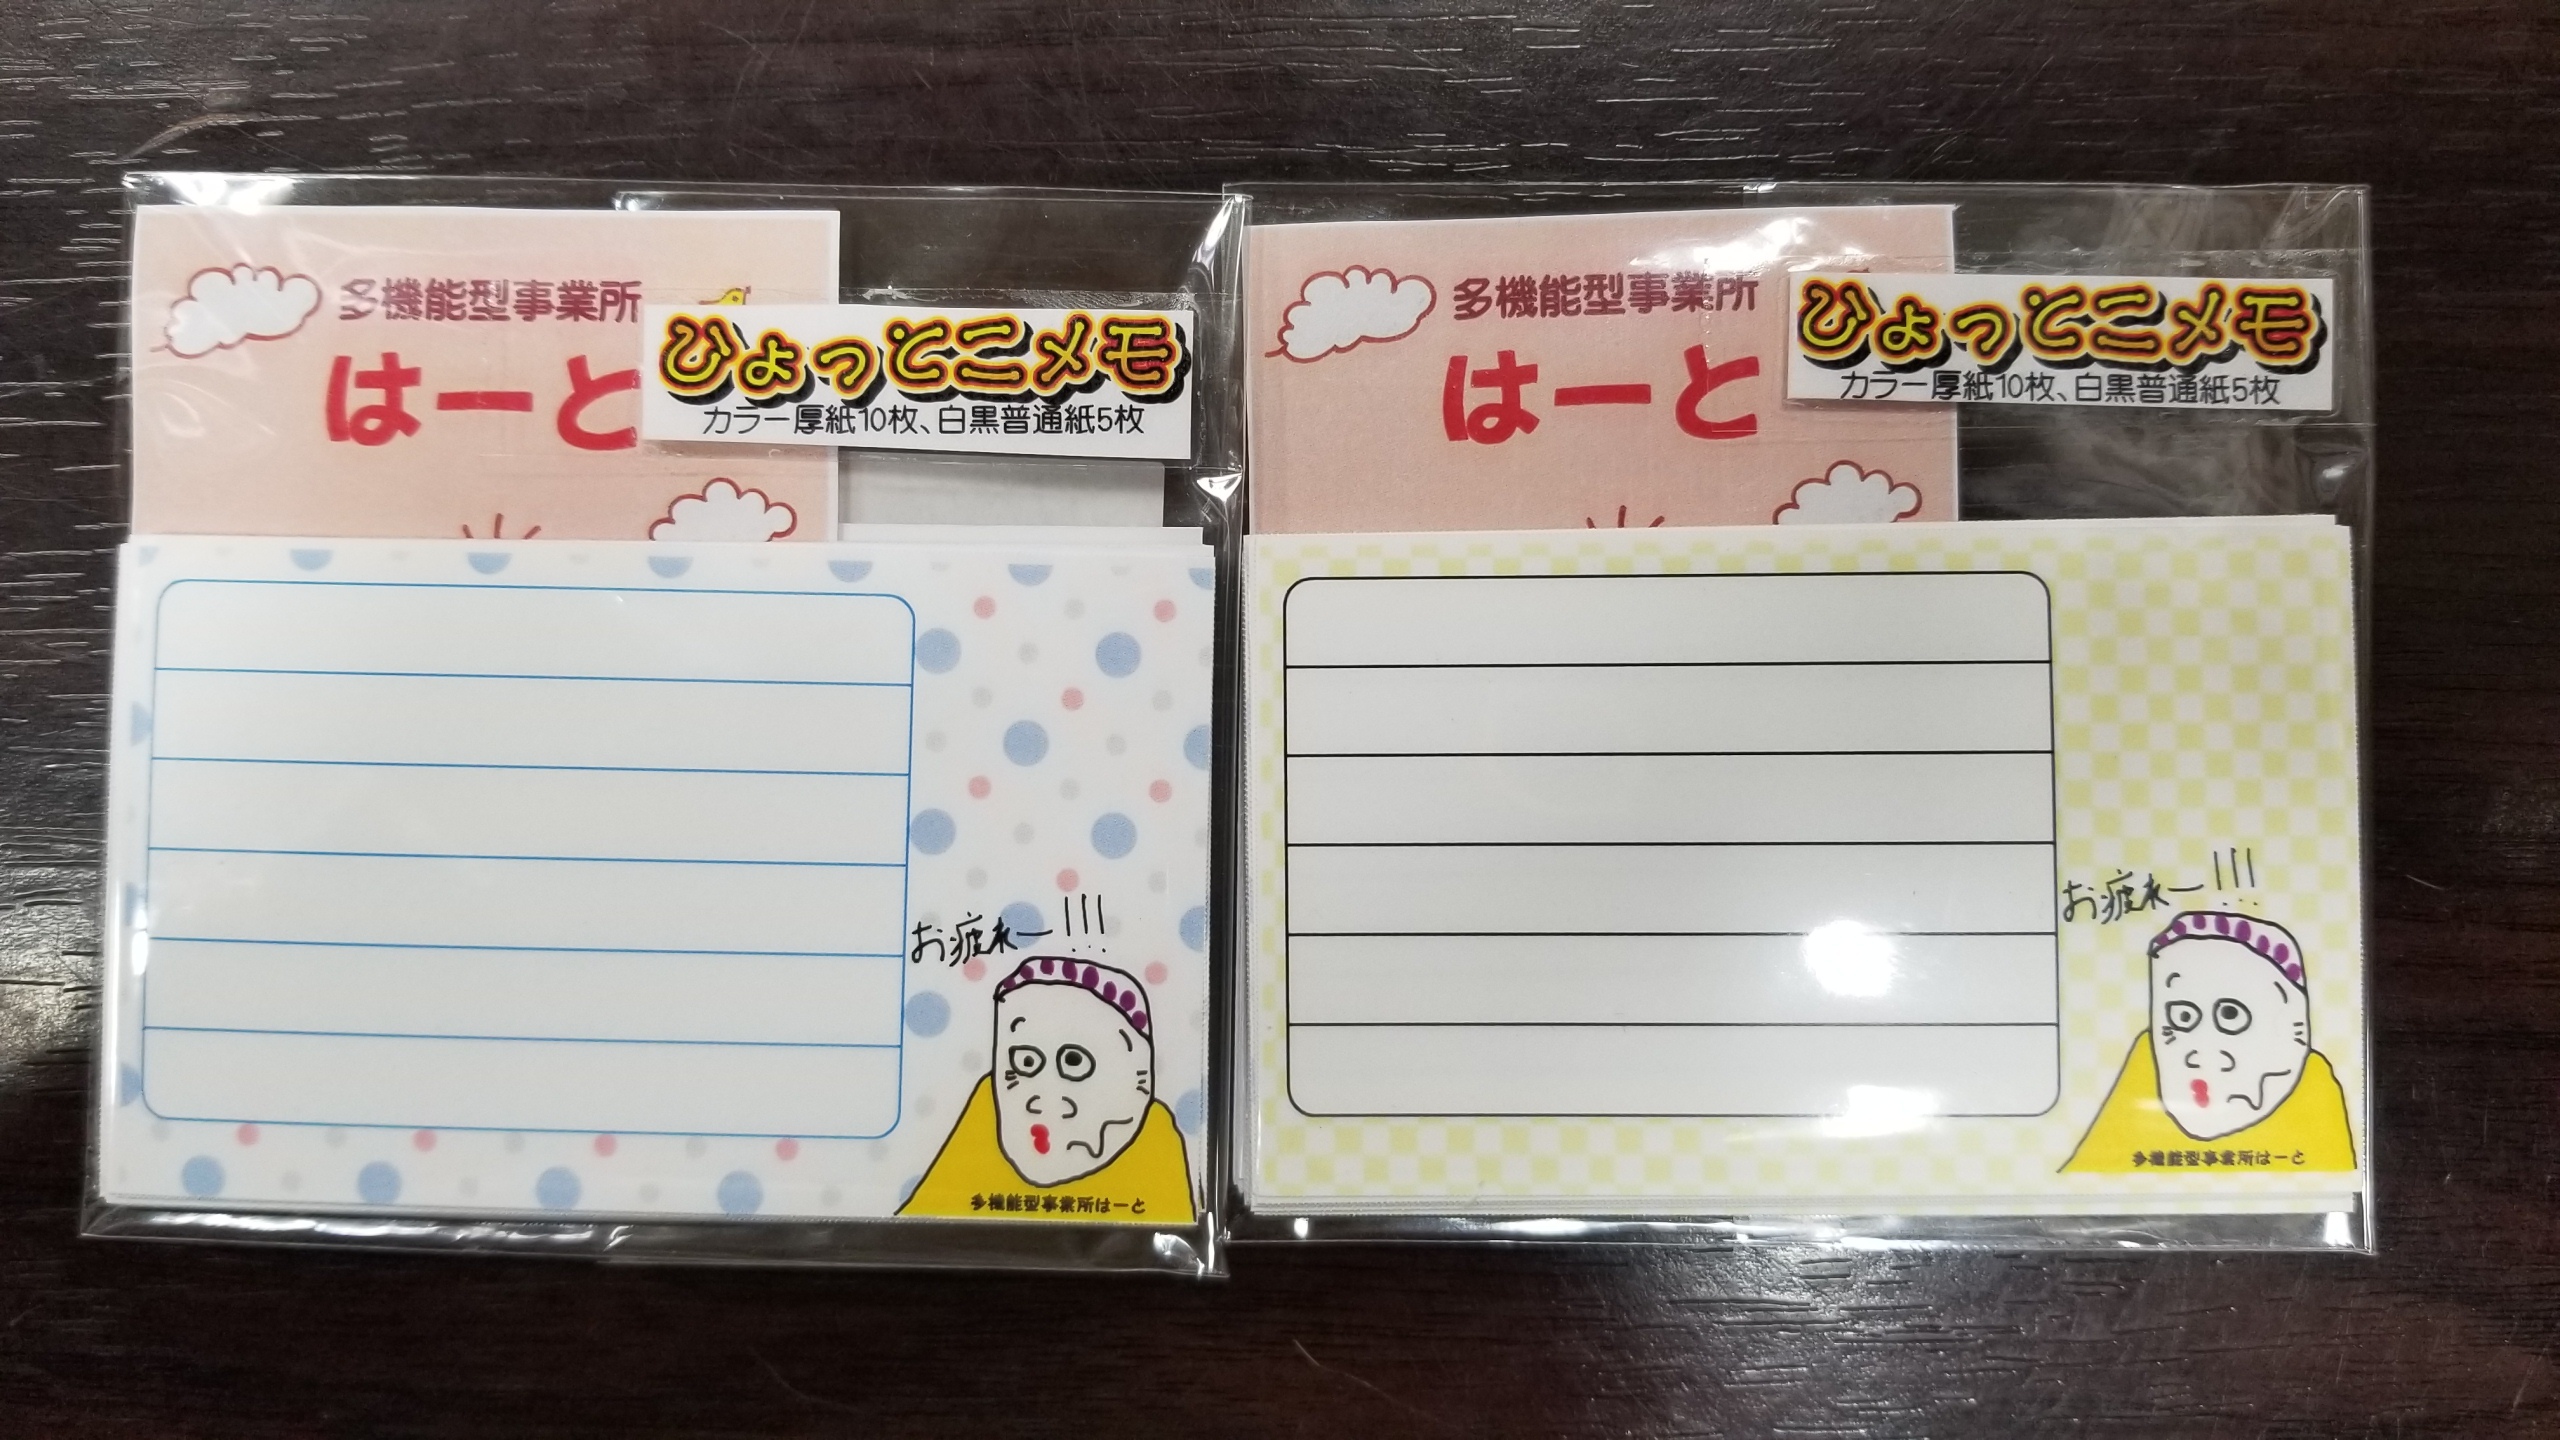 多機能型事業所
はーと
ひょっとこメモ
カラー厚紙10枚、白黒普通紙5枚
お疲れー!!!
多機能型事業所はーと
多機能型事業所
はーと
ひょっとこメモ
カラー厚紙10枚、白黒普通紙5枚
お疲れー!!!
多機能型事業所はーと